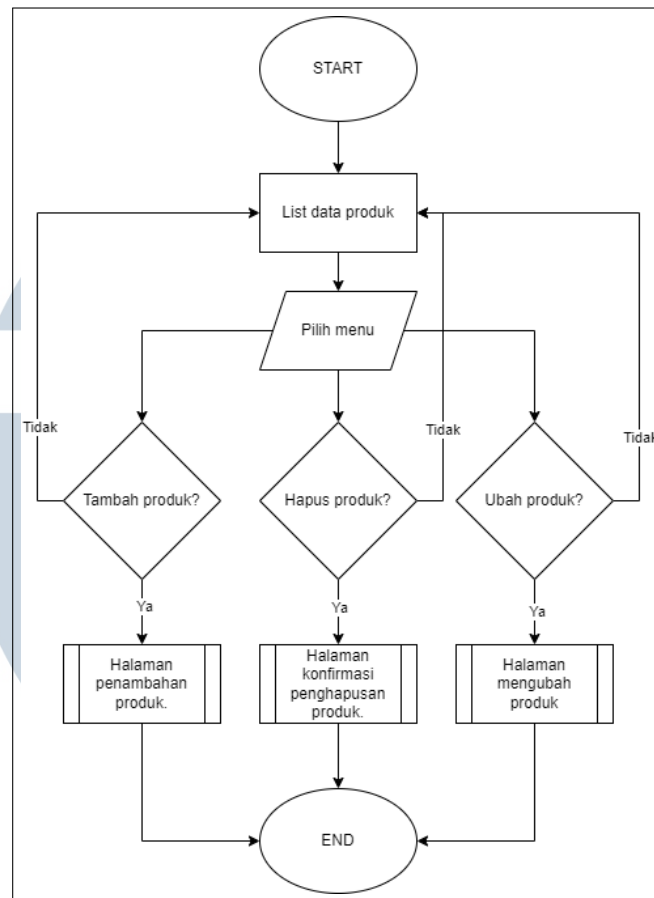 START
List data produk
Pilih menu
Tidak
Tidak
Tidak
Tambah produk?
Hapus produk?
Ubah produk?
Ya
Ya
Ya
Halaman
penambahan
produk.
Halaman
konfirmasi
penghapusan
produk.
Halaman
mengubah
produk
END